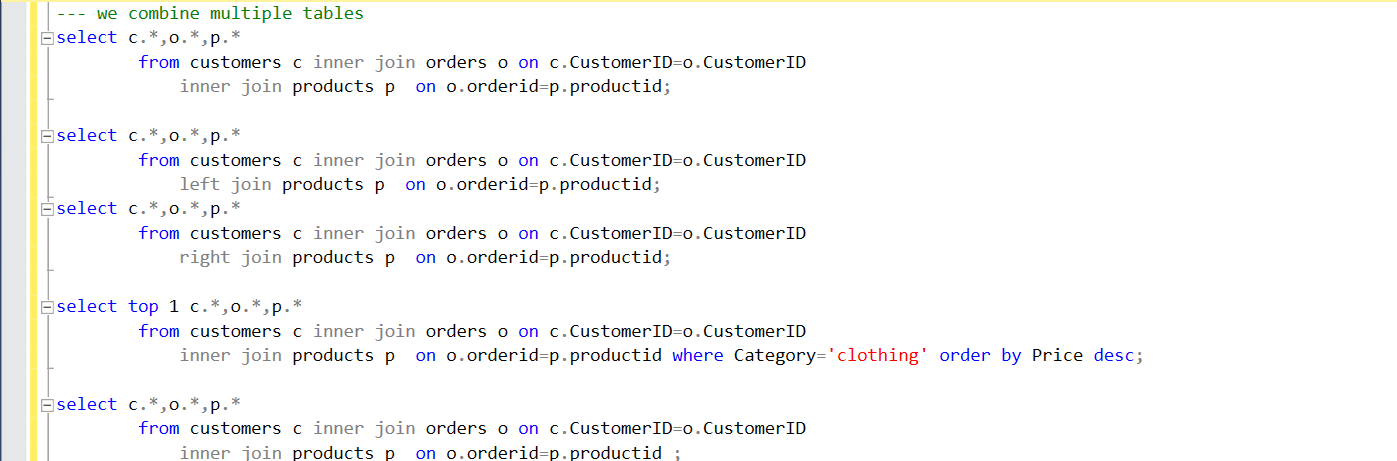 --- we combine multiple tables
select c.*,o.*,p.*
from customers c inner join orders o on c.CustomerID=o.CustomerID
inner join products p  on o.orderid=p.productid;
select c.*,o.*,p.*
from customers c inner join orders o on c.CustomerID=o.CustomerID
left join products p  on o.orderid=p.productid;
select c.*,o.*,p.*
from customers c inner join orders o on c.CustomerID=o.CustomerID
right join products p  on o.orderid=p.productid;
select top 1 c.*,o.*,p.*
from customers c inner join orders o on c.CustomerID=o.CustomerID
inner join products p  on o.orderid=p.productid where Category='clothing' order by Price desc;
select c.*,o.*,p.*
from customers c inner join orders o on c.CustomerID=o.CustomerID
inner join products p  on o.orderid=p.productid ;